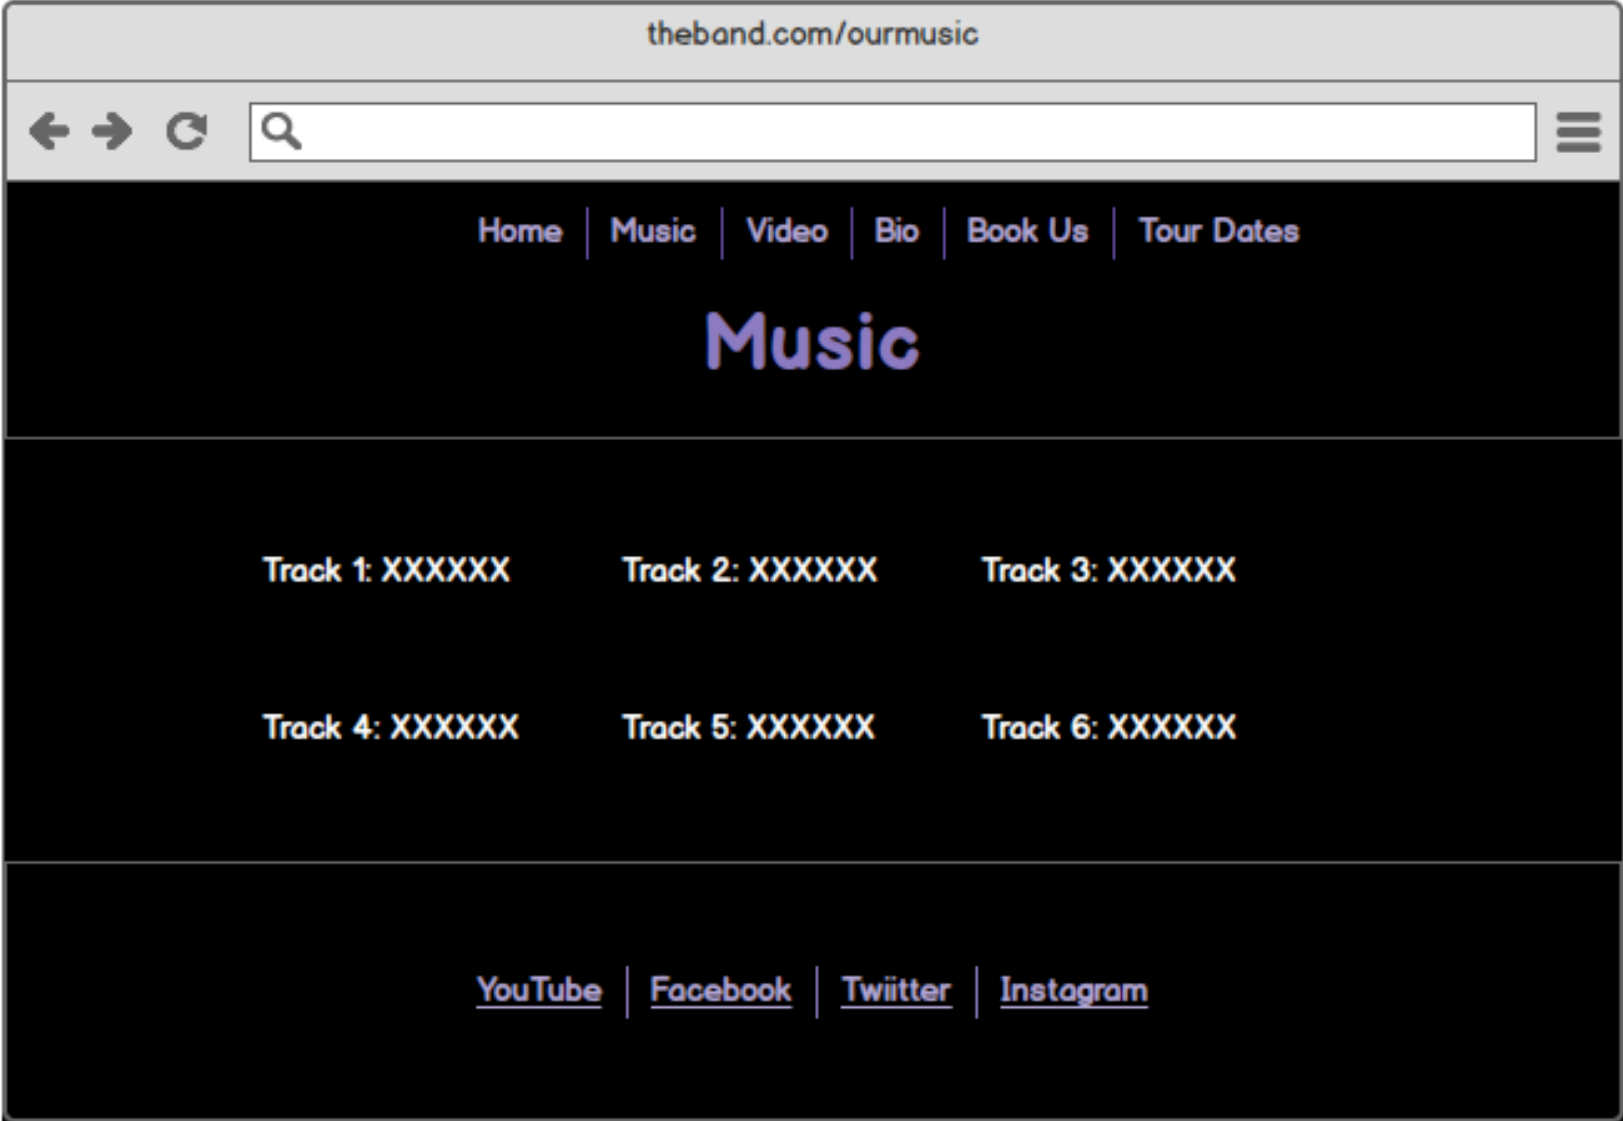 theband.com/ourmusic
Home Music Video Bio Book Us Tour Dates
Music
Track 1: XXXXXX Track 2: XXXXXX Track 3: XXXXXX
Track 4: XXXXXX Track 5: XXXXXX Track 6: XXXXXX
YouTube Facebook Twiitter Instagram